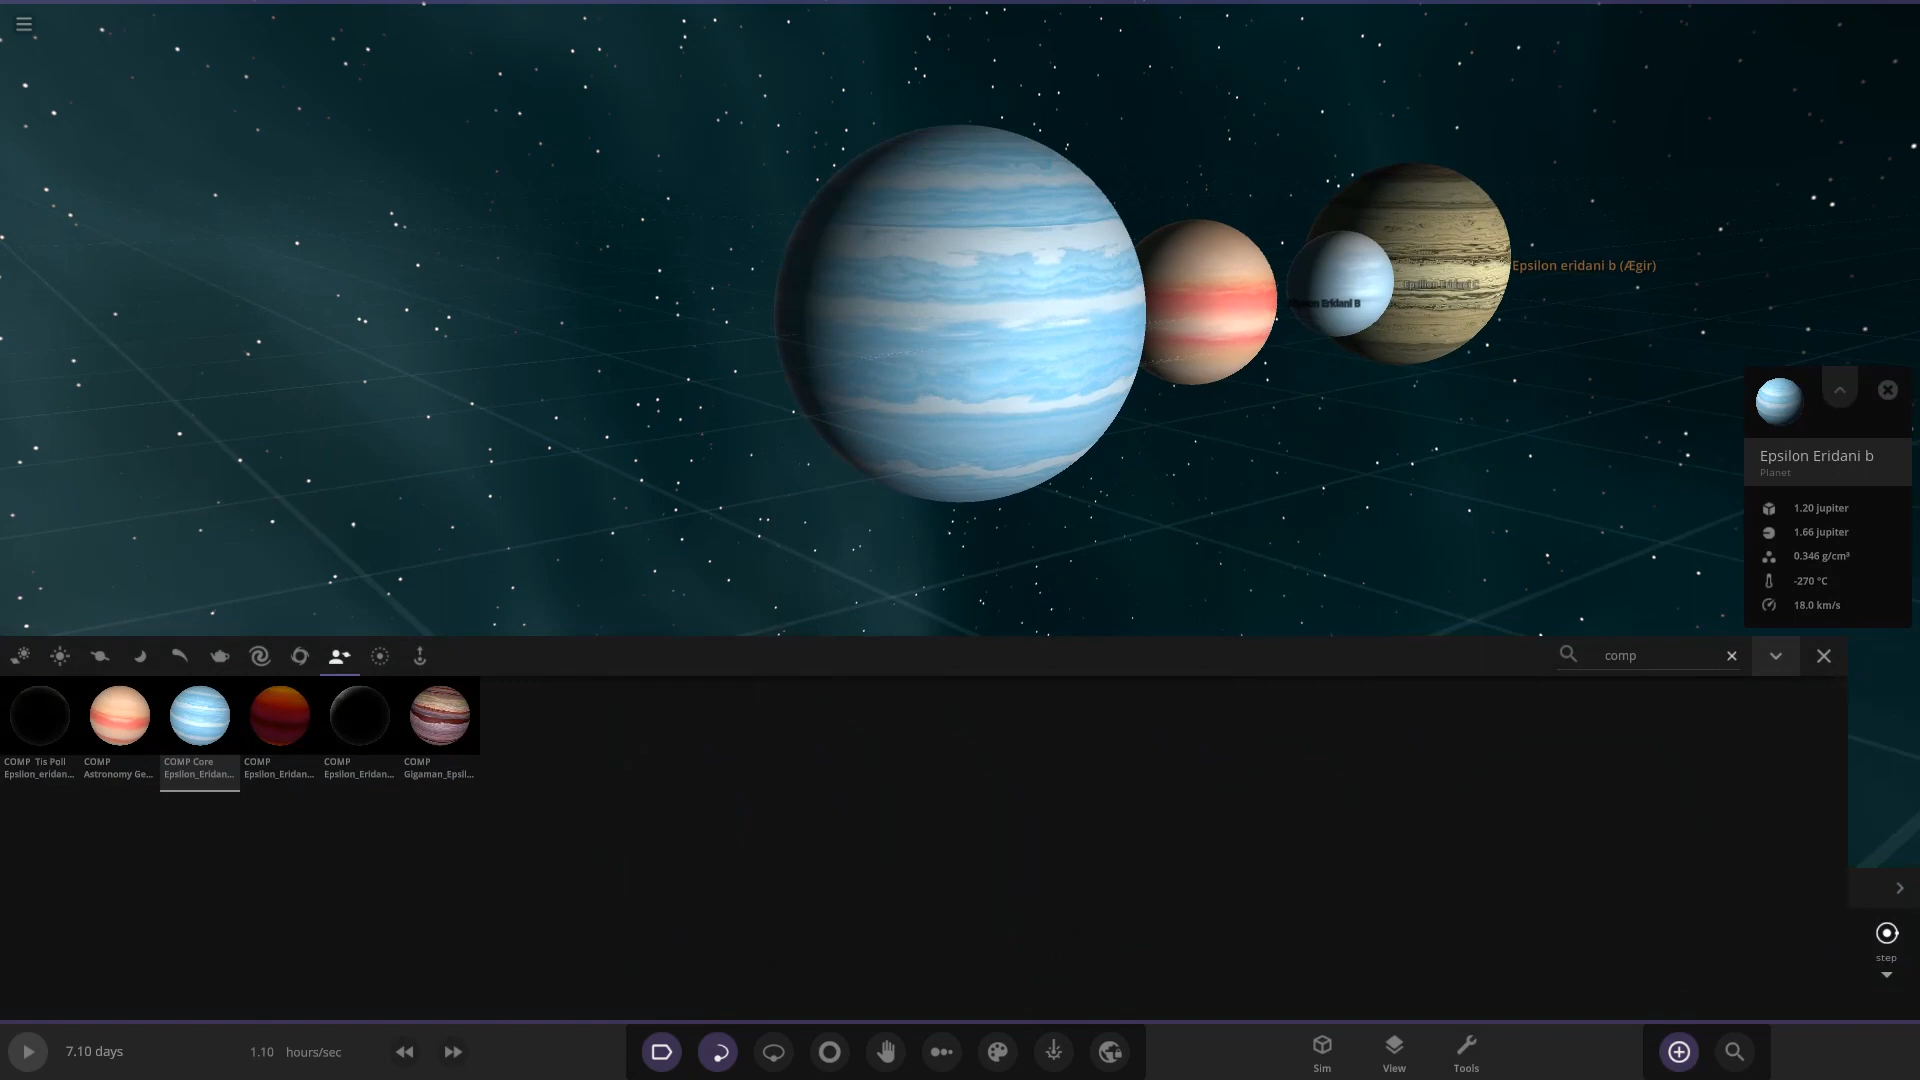 Epsilon eridani b (Ægir)
Eridani B
Epsilon Eridani b
Planet
1.20 jupiter
1.66 jupiter
0.346 g/cm³
-270 °C
18.0 km/s
comp
COMP Tis Poll
Epsilon_eridan...
COMP
Astronomy Ge...
COMP Core
Epsilon_Eridan...
COMP
Epsilon_Eridan...
COMP
Epsilon_Eridan...
COMP
Gigaman_Epsil...
step
7.10 days
1.10 hours/sec
Sim
View
Tools